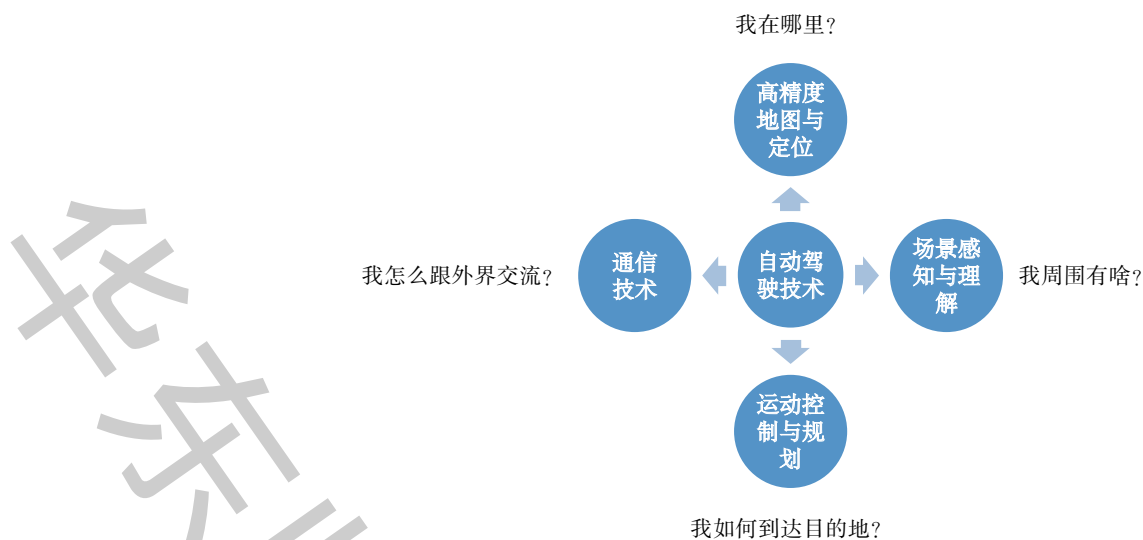 我在哪里？
高精度
地图与
定位
我怎么跟外界交流？
通信
技术
自动驾
驶技术
场景感
知与理
解
我周围有啥？
运动控
制与规
划
我如何到达目的地？
华东